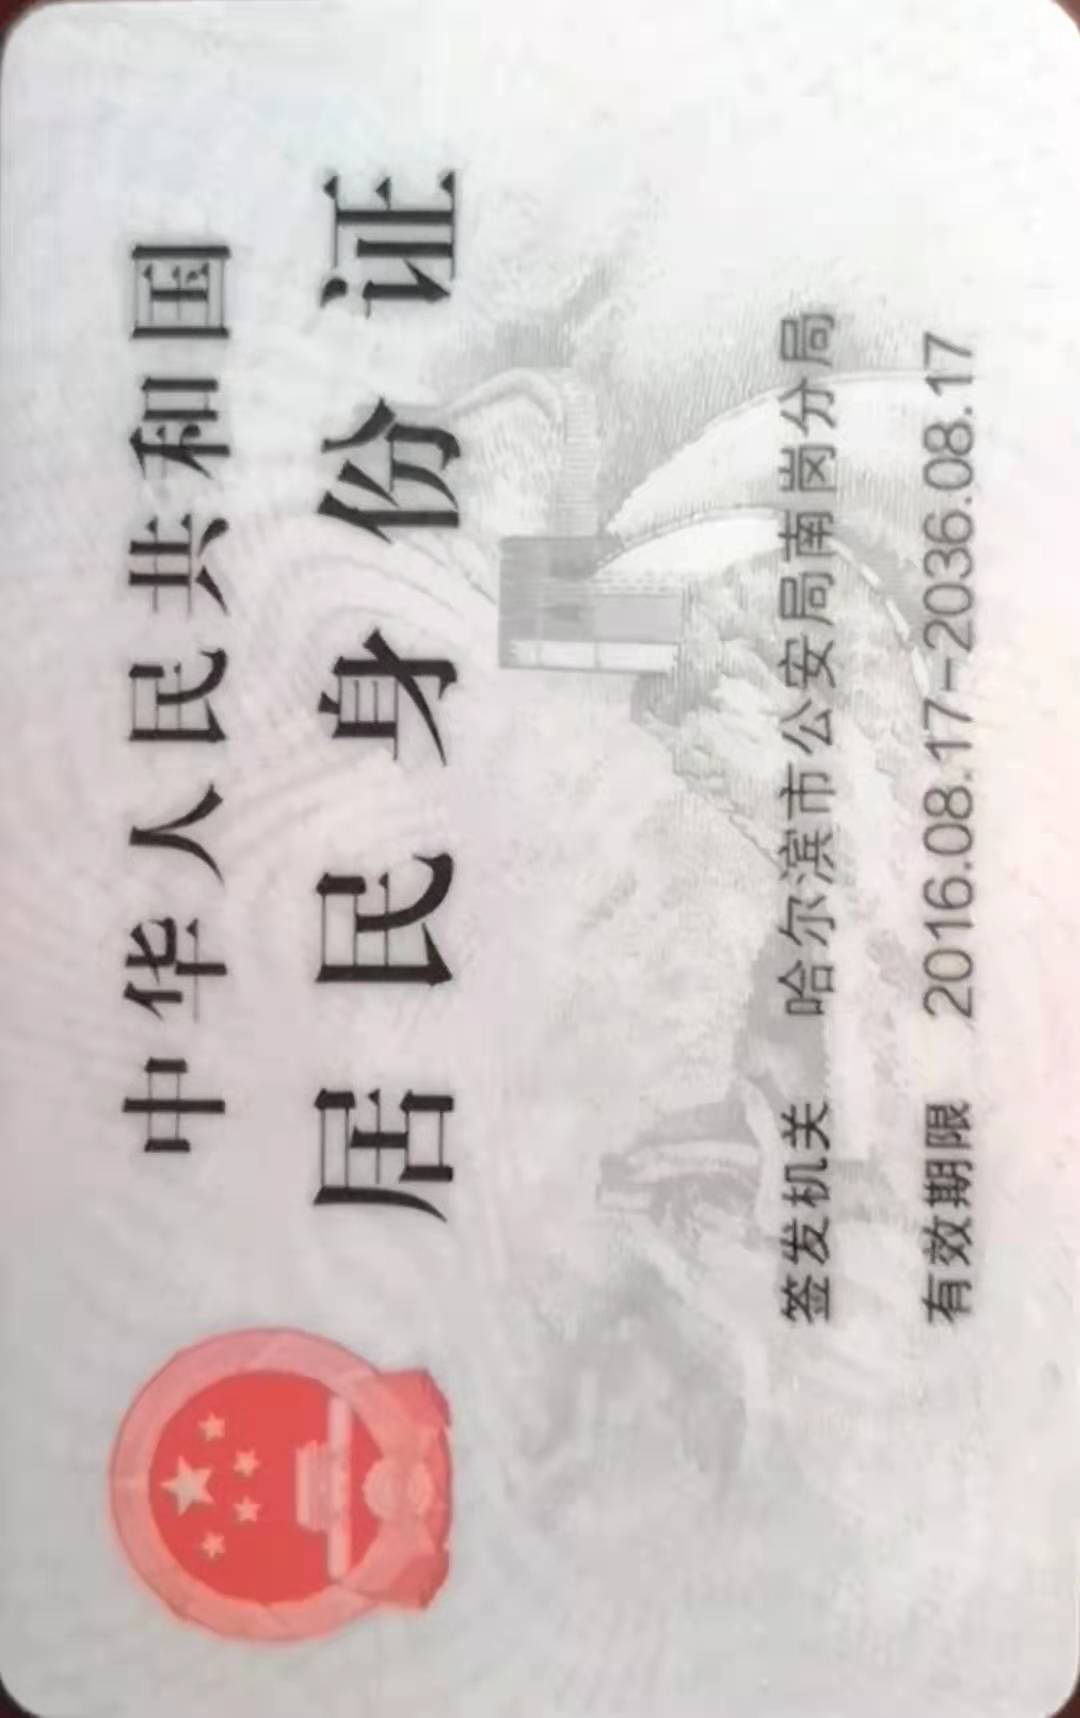 中华人民共和国
居民身份证
签发机关 哈尔滨市公安局南岗分局
有效期限 2016.08.17-2036.08.17